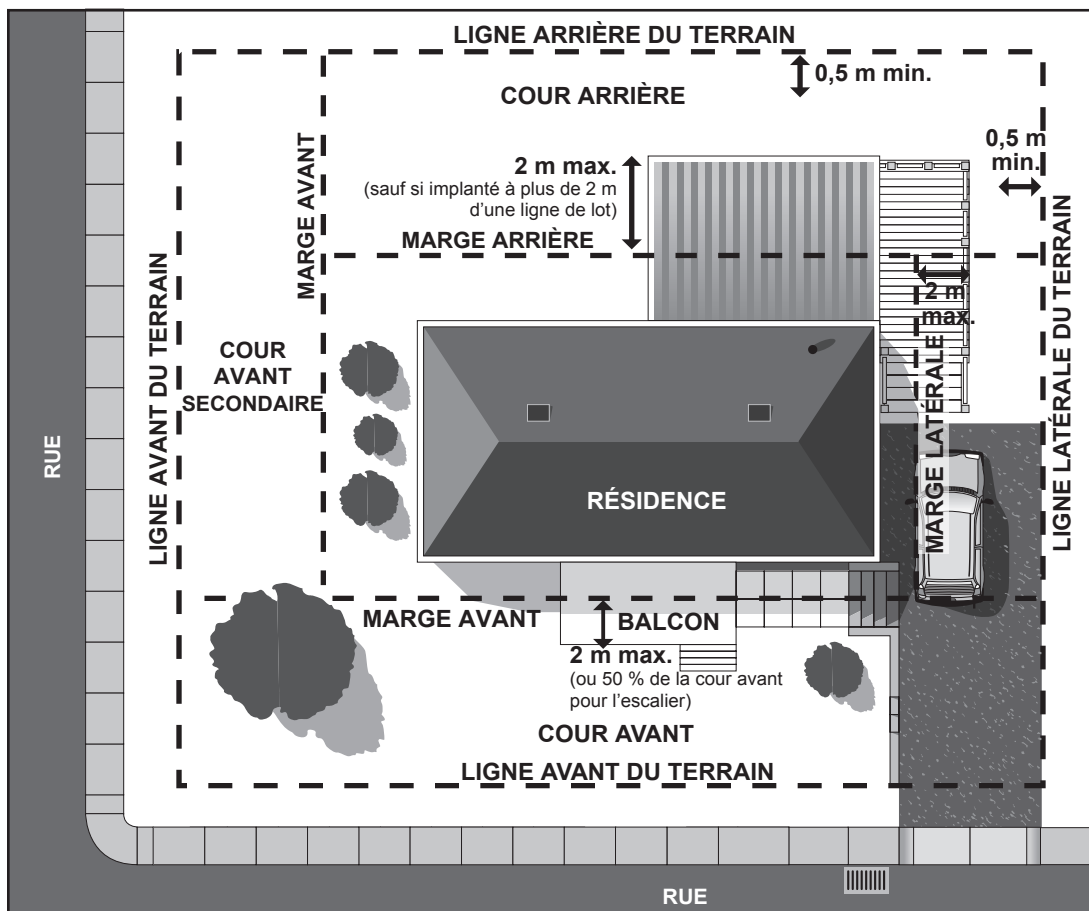 LIGNE ARRIÈRE DU TERRAIN
0,5 m min.
COUR ARRIÈRE
0,5 m
min.
2 m max.
(sauf si implanté à plus de 2 m
d'une ligne de lot)
MARGE AVANT
MARGE ARRIÈRE
2 m
max.
LIGNE AVANT DU TERRAIN
COUR
AVANT
SECONDAIRE
MARGE LATÉRALE
LIGNE LATÉRALE DU TERRAIN
RUE
RÉSIDENCE
MARGE AVANT
BALCON
2 m max.
(ou 50 % de la cour avant
pour l'escalier)
COUR AVANT
LIGNE AVANT DU TERRAIN
RUE